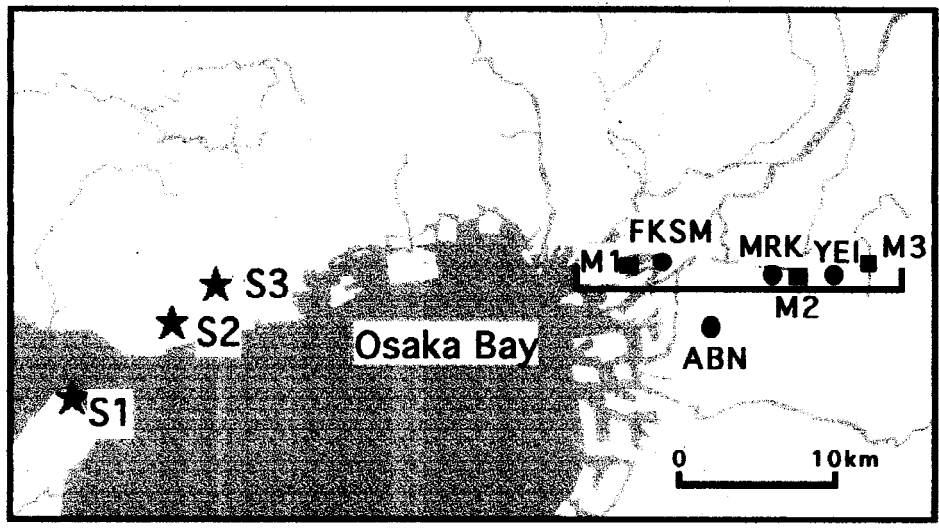 FKSM
M1
MRK
YEI
M3
M2
S3
S2
Osaka Bay
ABN
S1
0 10km